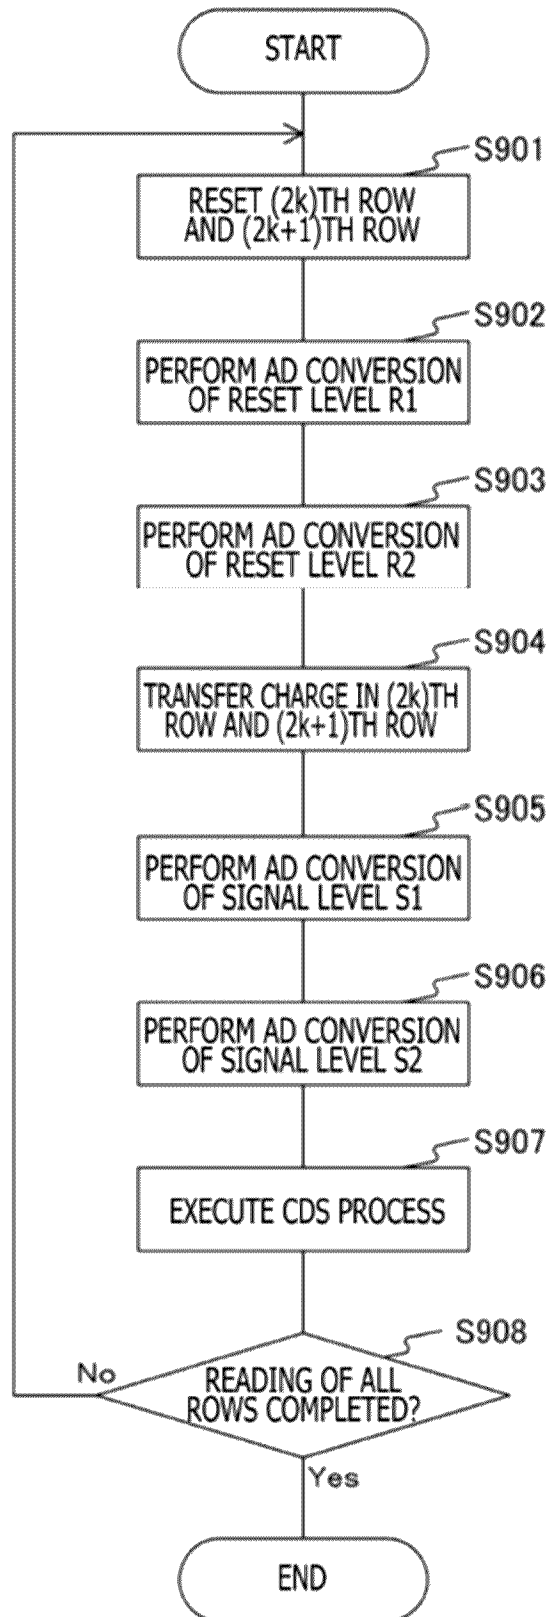 START
S901
RESET (2k)TH ROW
AND (2k+1)TH ROW
S902
PERFORM AD CONVERSION
OF RESET LEVEL R1
S903
PERFORM AD CONVERSION
OF RESET LEVEL R2
S904
TRANSFER CHARGE IN (2k)TH
ROW AND (2k+1)TH ROW
S905
PERFORM AD CONVERSION
OF SIGNAL LEVEL S1
S906
PERFORM AD CONVERSION
OF SIGNAL LEVEL S2
S907
EXECUTE CDS PROCESS
S908
No
READING OF ALL
ROWS COMPLETED?
Yes
END